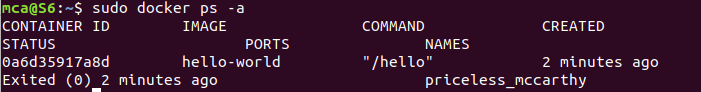 mca@S6:~$ sudo docker ps -a
CONTAINER ID        IMAGE               COMMAND             CREATED
STATUS                     PORTS               NAMES
0a6d35917a8d        hello-world         "/hello"            2 minutes ago
Exited (0) 2 minutes ago                       priceless_mccarthy